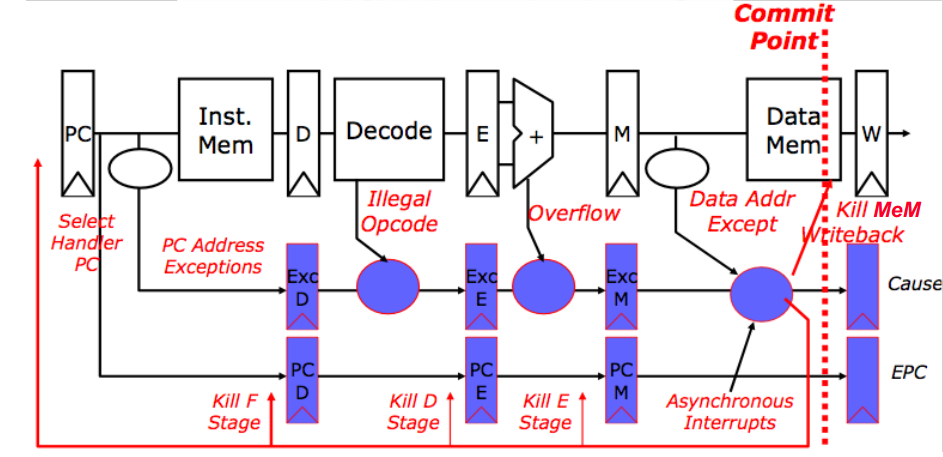 Commit
Point
PC
Inst.
Mem
D
Decode
E
+
M
Data
Mem
W
Select
Handler
PC
PC Address
Exceptions
Illegal
Opcode
Overflow
Data Addr
Except
Kill MeM
Writeback
Exc
D
Exc
E
Exc
M
Cause
PC
D
PC
E
PC
M
EPC
Kill F
Stage
Kill D
Stage
Kill E
Stage
Asynchronous
Interrupts